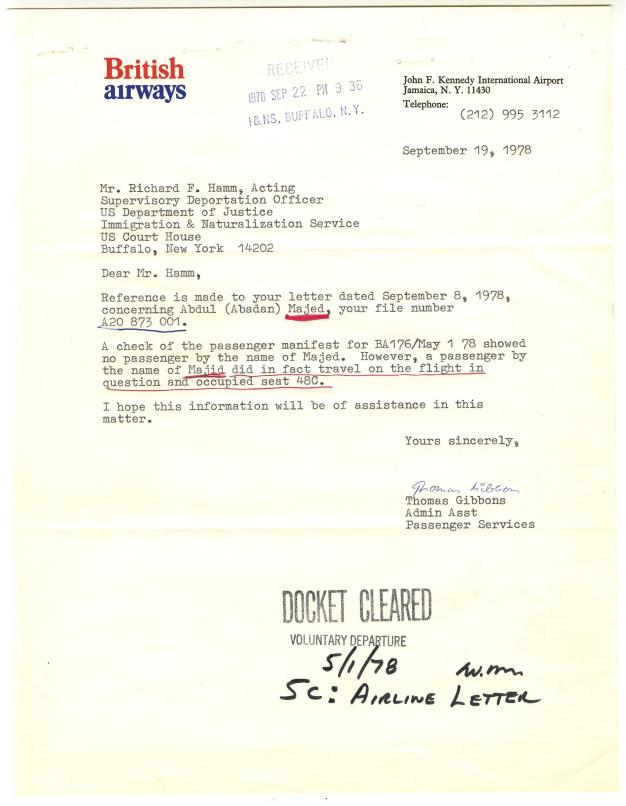 British
airways
RECEIVED
1978 SEP 22 PM 9 36
I&NS, BUFFALO, N.Y.
John F. Kennedy International Airport
Jamaica, N. Y. 11430
Telephone:
(212) 995 3112
September 19, 1978
Mr. Richard F. Hamm, Acting
Supervisory Deportation Officer
US Department of Justice
Immigration & Naturalization Service
US Court House
Buffalo, New York 14202
Dear Mr. Hamm,
Reference is made to your letter dated September 8, 1978,
concerning Abdul (Abadan) Majed, your file number
A20 873 001.
A check of the passenger manifest for BA176/May 1 78 showed
no passenger by the name of Majed. However, a passenger by
the name of Majid did in fact travel on the flight in
question and occupied seat 48C.
I hope this information will be of assistance in this
matter.
Yours sincerely,
Thomas Gibbons
Thomas Gibbons
Admin Asst
Passenger Services
DOCKET CLEARED
VOLUNTARY DEPARTURE
5/1/78
SC: AIRLINE LETTER